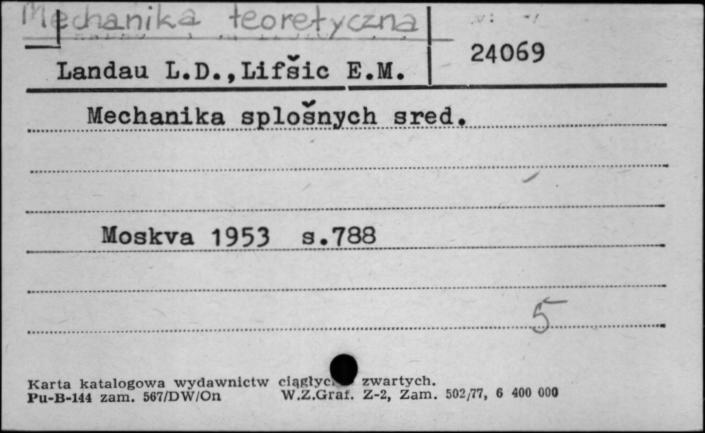 Mechanika teoretyczna
24069
Landau L.D.,Lifšic E.M.
Mechanika splošnych sred.
Moskva 1953 s.788
5
Karta katalogowa wydawnictw zwartych.
Pu-B-144 zam. 567/DW/On W.Z.Graf. Z-2, Zam. 502/77, 6 400 000